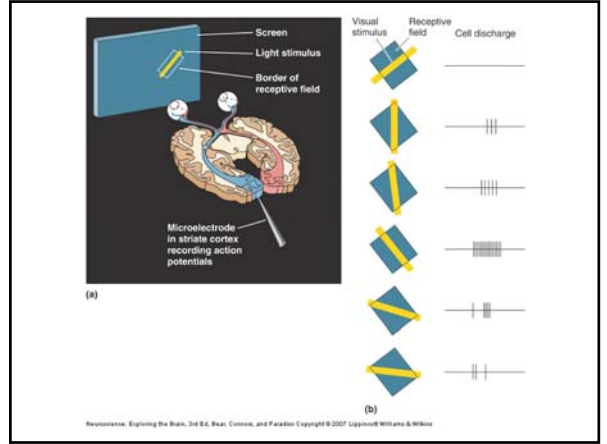 Screen
Light stimulus
Border of
receptive field
Microelectrode
in striate cortex
recording action
potentials
(a)
Visual
stimulus
Receptive
field
Cell discharge
(b)
Neuroscience: Exploring the Brain, 3rd Ed, Bear, Connors, and Paradiso Copyright © 2007 Lippincott Williams & Wilkins